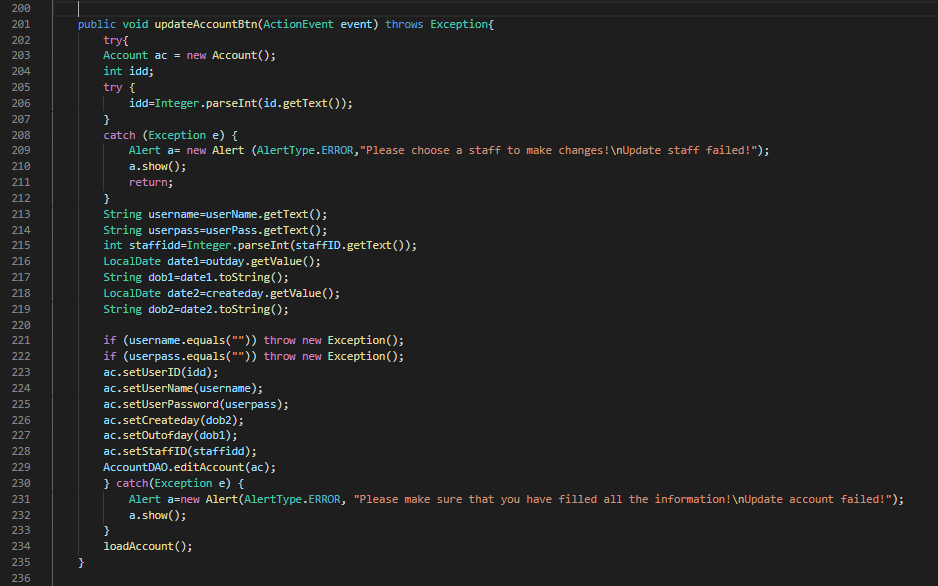 200
201 public void updateAccountBtn(ActionEvent event) throws Exception{
202 try{
203 Account ac = new Account();
204 int idd;
205 try {
206 idd=Integer.parseInt(id.getText());
207 }
208 catch (Exception e) {
209 Alert a= new Alert (AlertType.ERROR,"Please choose a staff to make changes!\nUpdate staff failed!");
210 a.show();
211 return;
212 }
213 String username=userName.getText();
214 String userpass=userPass.getText();
215 int staffidd=Integer.parseInt(staffID.getText());
216 LocalDate date1=outday.getValue();
217 String dob1=date1.toString();
218 LocalDate date2=createday.getValue();
219 String dob2=date2.toString();
220
221 if (username.equals("")) throw new Exception();
222 if (userpass.equals("")) throw new Exception();
223 ac.setUserID(idd);
224 ac.setUserName(username);
225 ac.setUserPassword(userpass);
226 ac.setCreateday(dob2);
227 ac.setOutofday(dob1);
228 ac.setStaffID(staffidd);
229 AccountDAO.editAccount(ac);
230 } catch(Exception e) {
231 Alert a=new Alert(AlertType.ERROR, "Please make sure that you have filled all the information!\nUpdate account failed!");
232 a.show();
233 }
234 loadAccount();
235 }
236